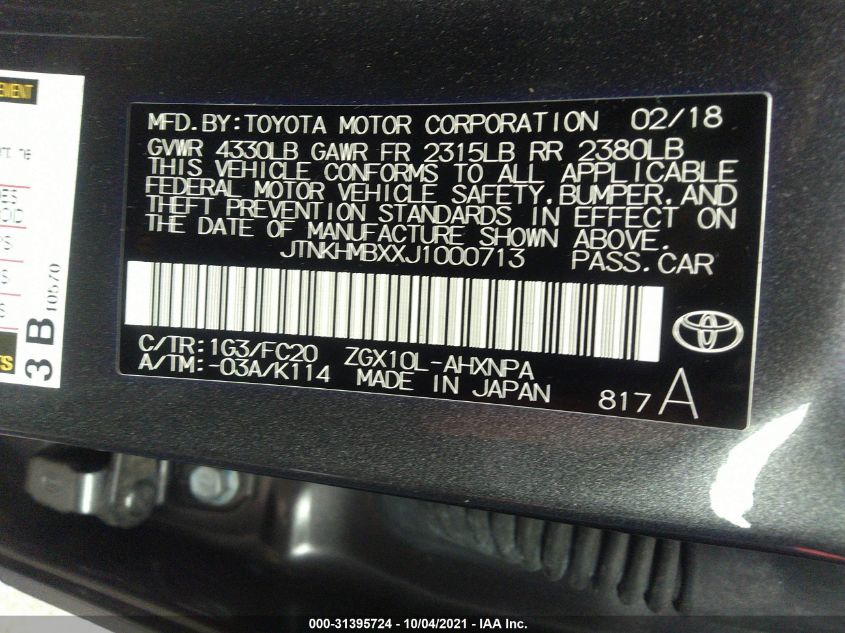 MFD.BY:TOYOTA MOTOR CORPORATION 02/18
GVWR 4330LB GAWR FR 2315LB RR 2380LB
THIS VEHICLE CONFORMS TO ALL APPLICABLE
FEDERAL MOTOR VEHICLE SAFETY,BUMPER,AND
THEFT PREVENTION STANDARDS IN EFFECT ON
THE DATE OF MANUFACTURE SHOWN ABOVE.
JTNKHMBXXJ1000713 PASS.CAR
C/TR:1G3/FC20 ZGX10L-AHXNPA
A/TM:-03A/K114 MADE IN JAPAN
817A
3 B 10570
000-31395724 - 10/04/2021 - IAA Inc.